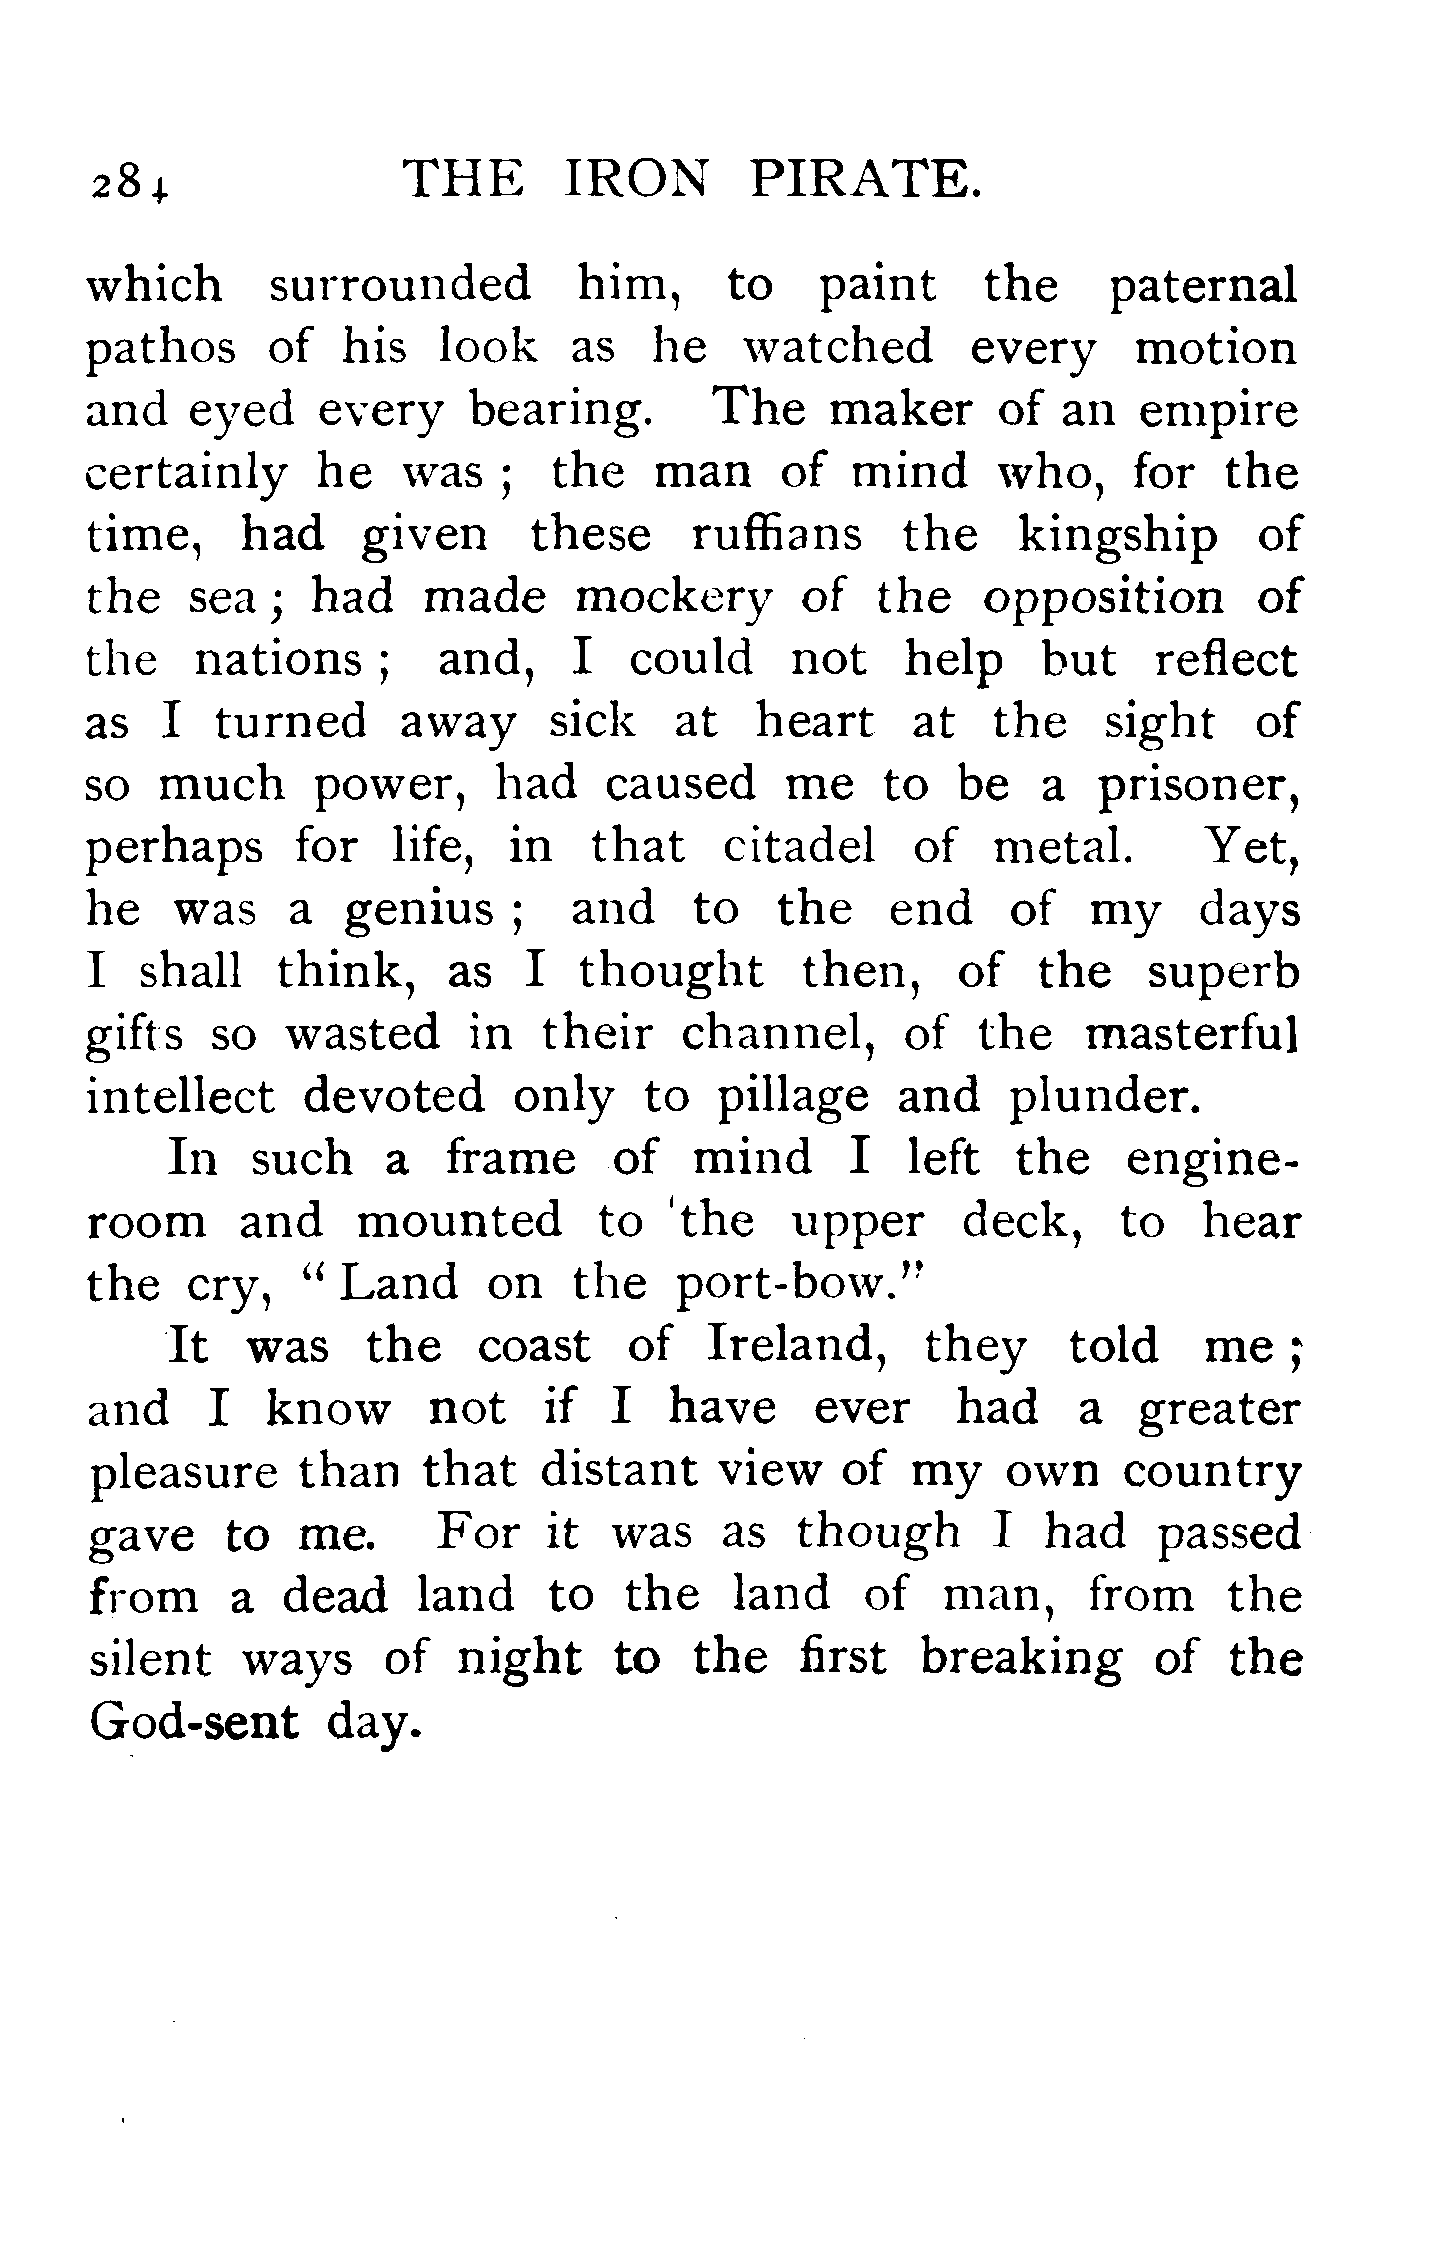 284 THE IRON PIRATE.
which surrounded him, to paint the paternal
pathos of his look as he watched every motion
and eyed every bearing. The maker of an empire
certainly he was ; the man of mind who, for the
time, had given these ruffians the kingship of
the sea ; had made mockery of the opposition of
the nations ; and, I could not help but reflect
as I turned away sick at heart at the sight of
so much power, had caused me to be a prisoner,
perhaps for life, in that citadel of metal. Yet,
he was a genius ; and to the end of my days
I shall think, as I thought then, of the superb
gifts so wasted in their channel, of the masterful
intellect devoted only to pillage and plunder.
In such a frame of mind I left the engine-
room and mounted to the upper deck, to hear
the cry, “ Land on the port-bow.”
It was the coast of Ireland, they told me ;
and I know not if I have ever had a greater
pleasure than that distant view of my own country
gave to me. For it was as though I had passed
from a dead land to the land of man, from the
silent ways of night to the first breaking of the
God-sent day.